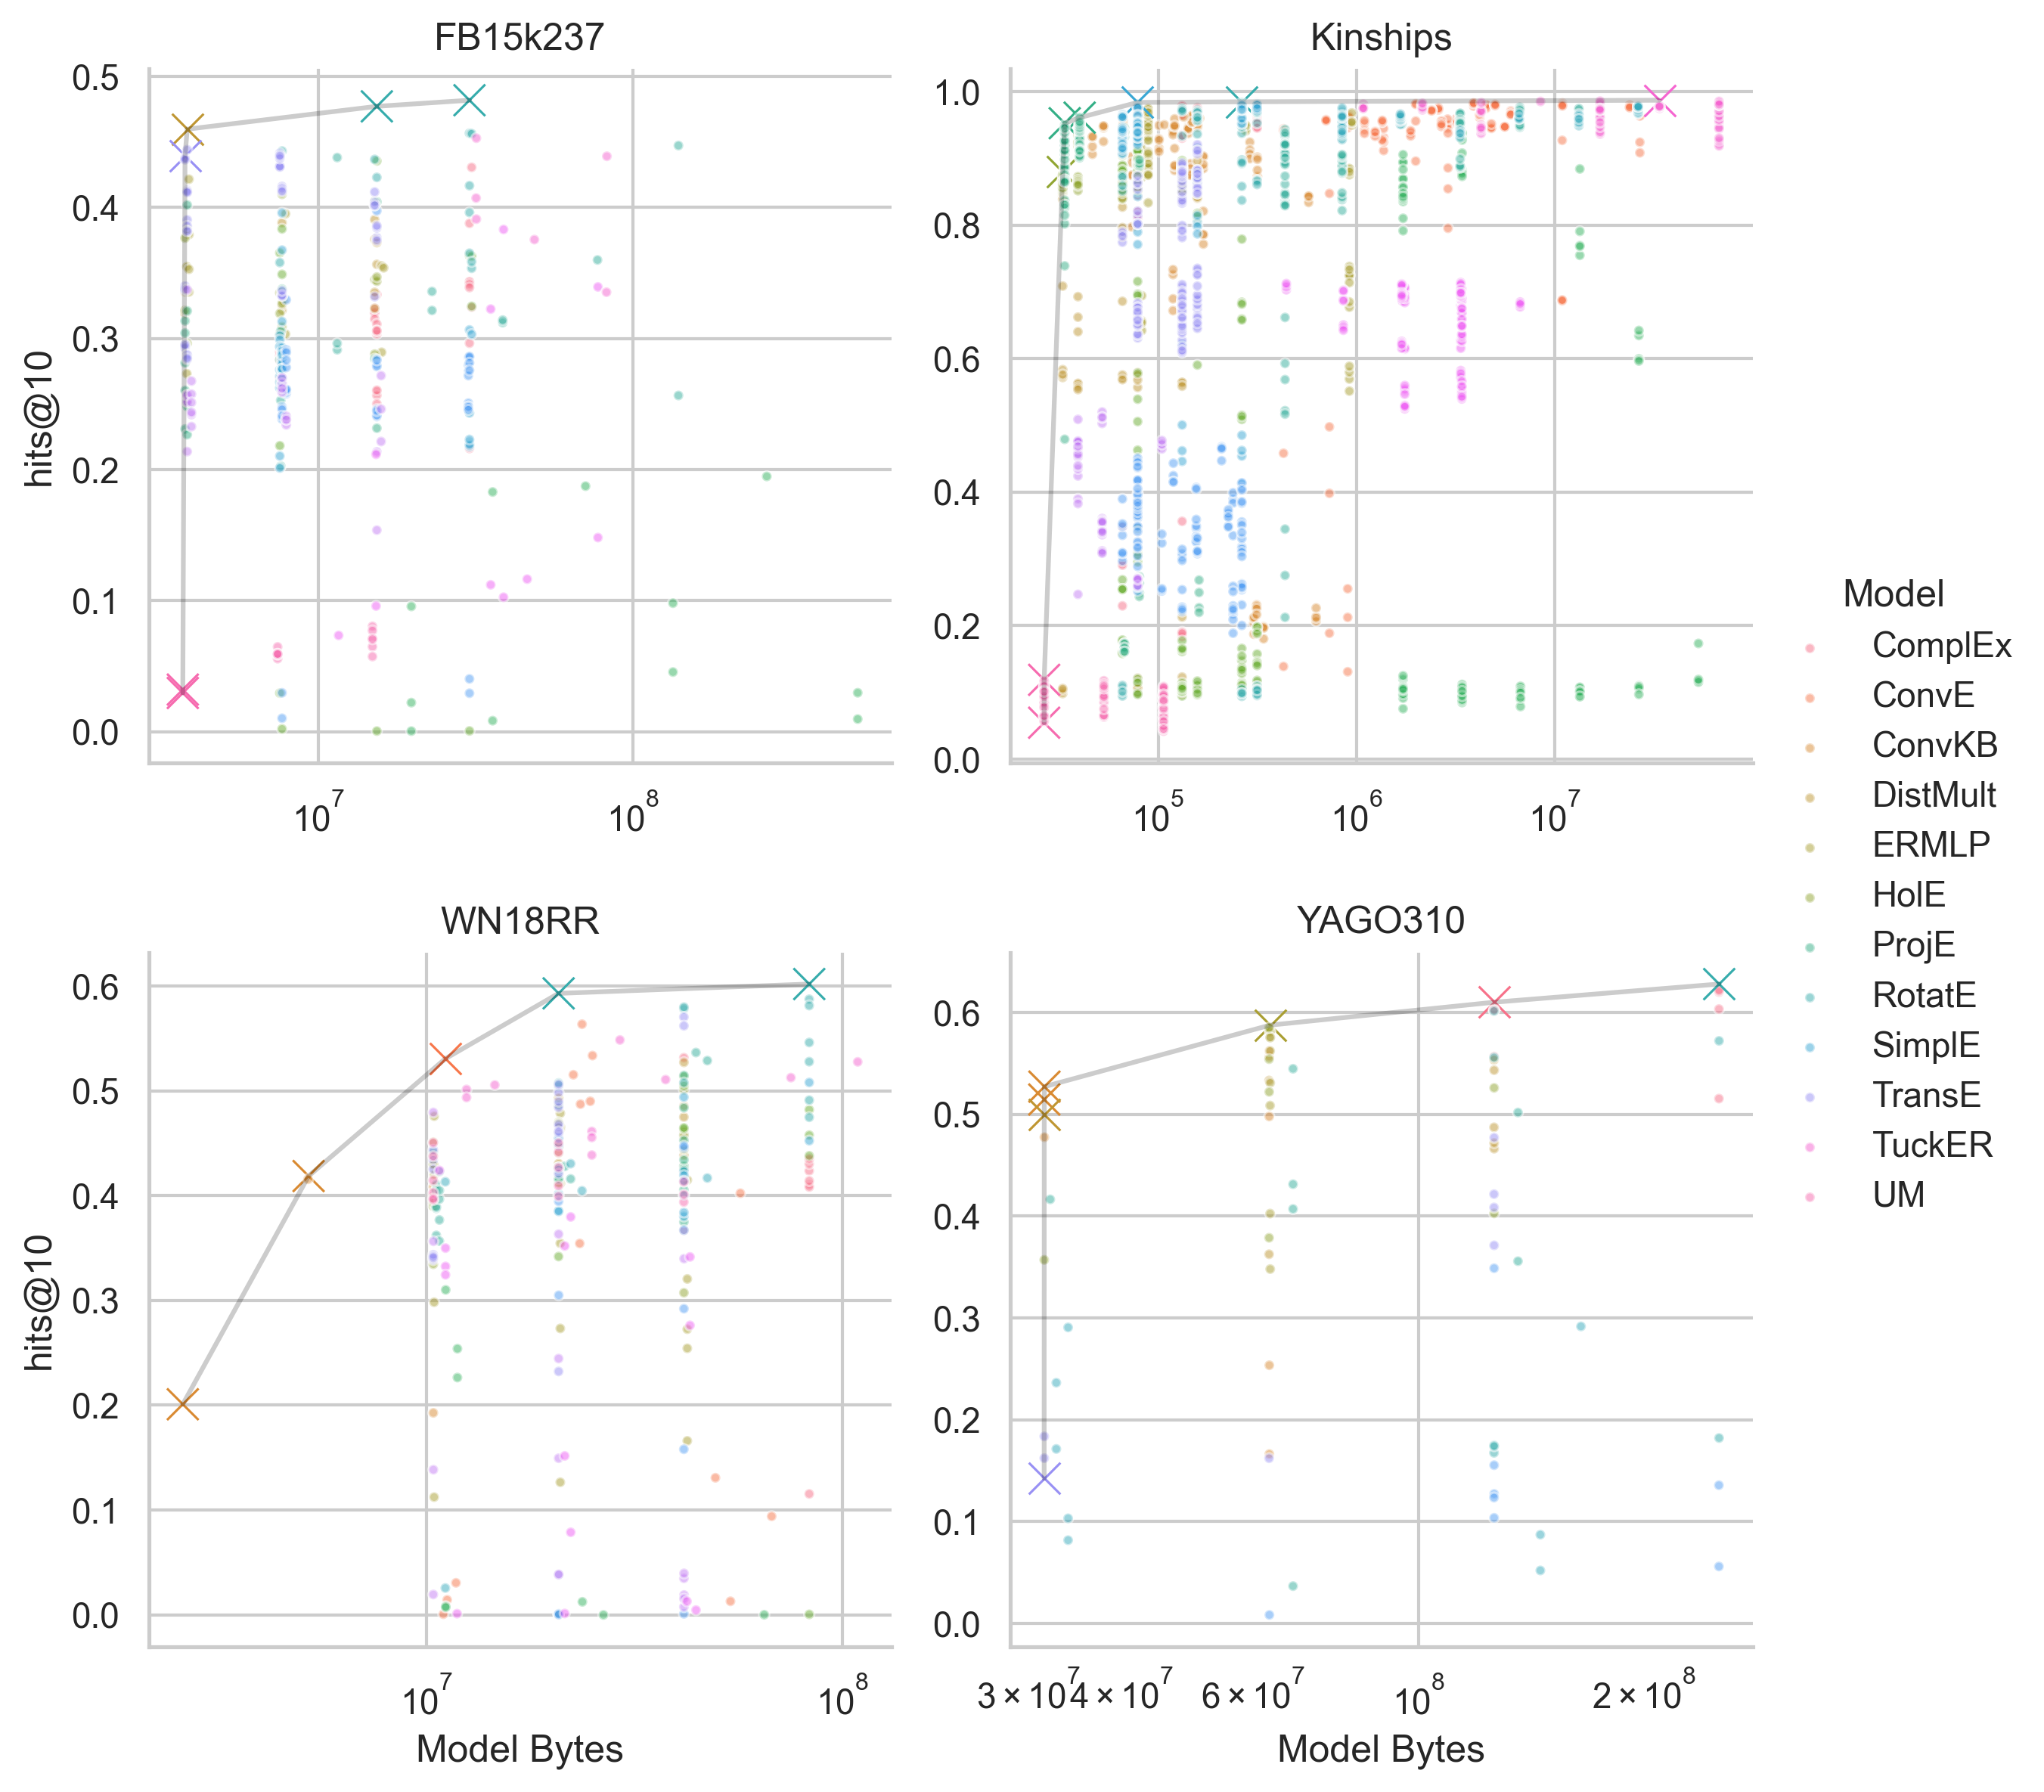 FB15k237
Kinships
0.5
0.4
0.3
0.2
0.1
0.0
hits@10
10^7
10^8
1.0
0.8
0.6
0.4
0.2
0.0
10^5
10^6
10^7
Model
ComplEx
ConvE
ConvKB
DistMult
ERMLP
HolE
ProjE
RotatE
SimplE
TransE
TuckER
UM
WN18RR
YAGO310
0.6
0.5
0.4
0.3
0.2
0.1
0.0
hits@10
10^7
10^8
Model Bytes
0.6
0.5
0.4
0.3
0.2
0.1
0.0
3 × 10^7
4 × 10^7
6 × 10^7
10^8
2 × 10^8
Model Bytes